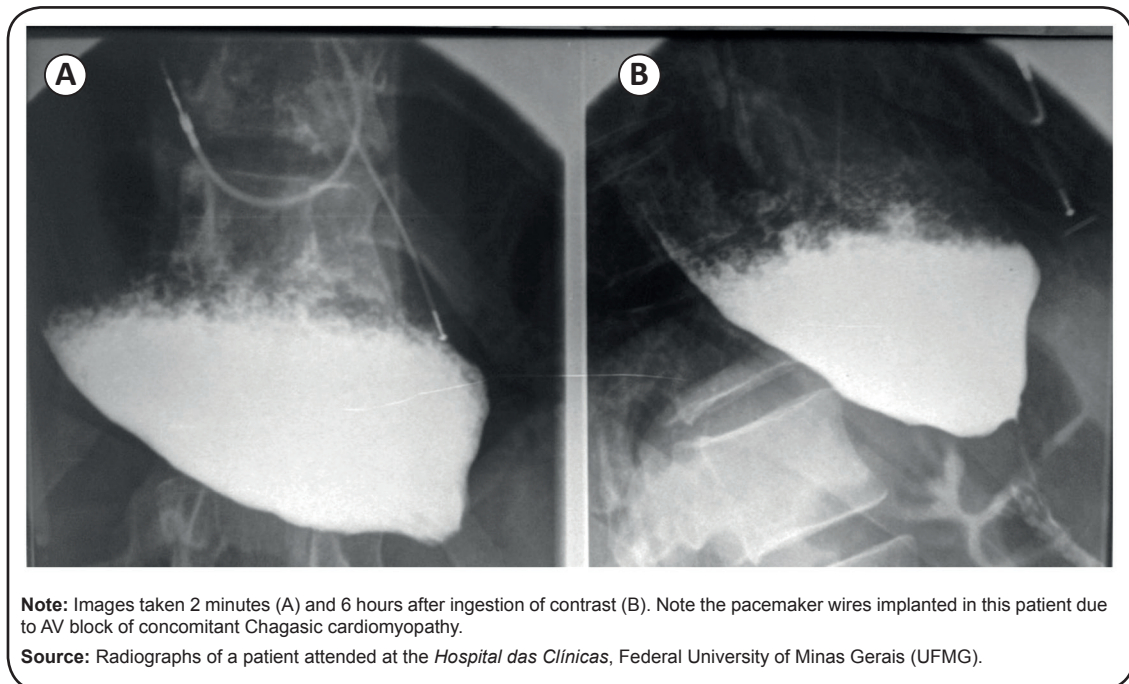 A
B
Note: Images taken 2 minutes (A) and 6 hours after ingestion of contrast (B). Note the pacemaker wires implanted in this patient due
to AV block of concomitant Chagasic cardiomyopathy.
Source: Radiographs of a patient attended at the Hospital das Clínicas, Federal University of Minas Gerais (UFMG).